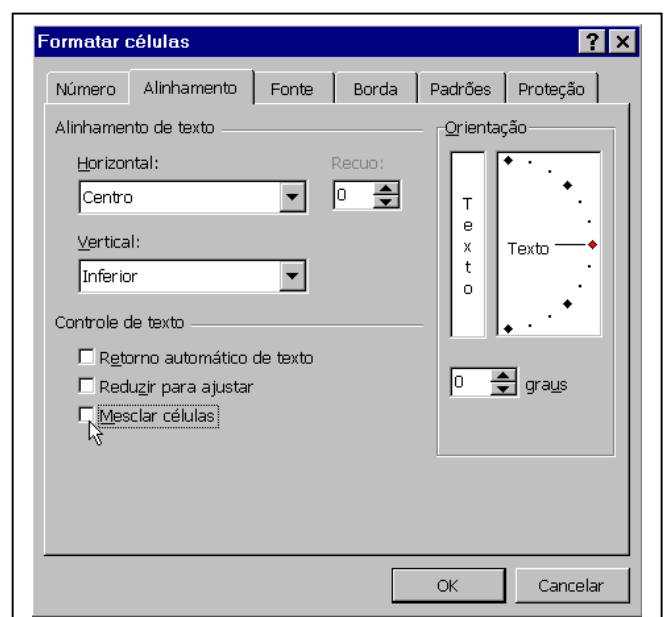 Formatar células
Número Alinhamento Fonte Borda Padrões Proteção
Alinhamento de texto
Horizontal:
Recuo:
Centro
0
Vertical:
Inferior
Controle de texto
Retorno automático de texto
Reduzir para ajustar
Mesclar células
Orientação
Texto
Texto
0 graus
OK Cancelar